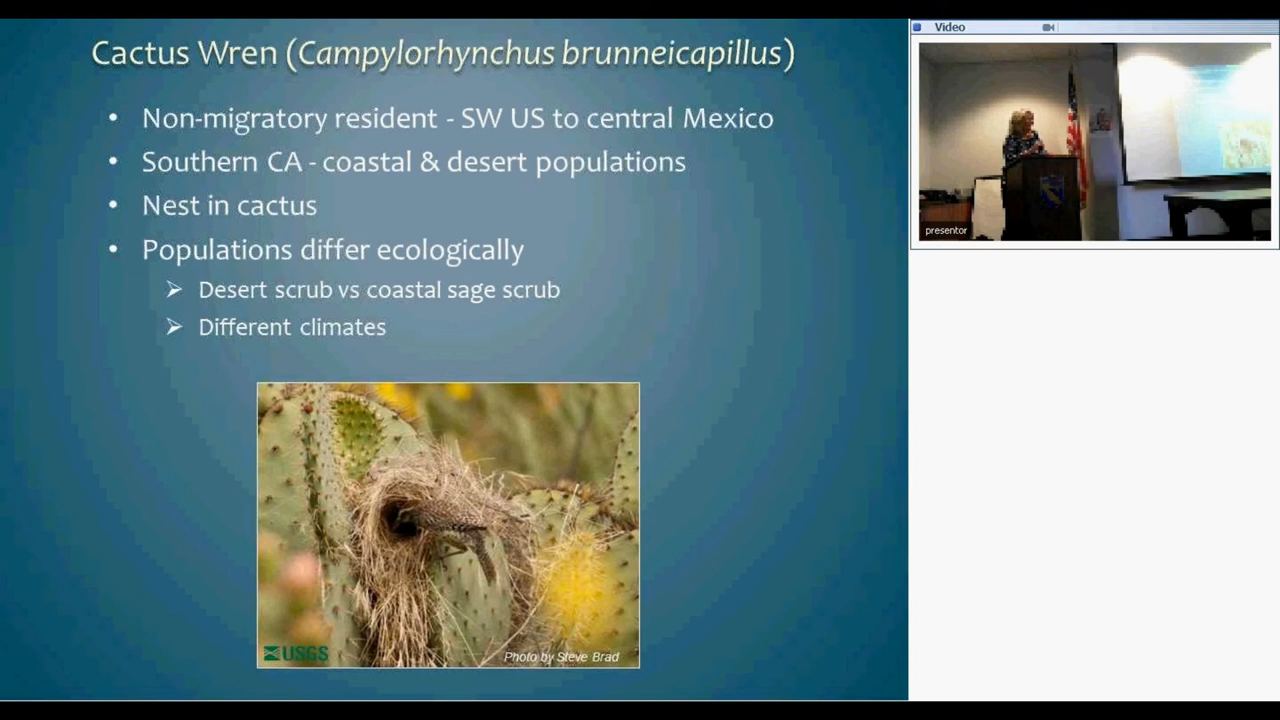 Cactus Wren (Campylorhynchus brunneicapillus)
• Non-migratory resident - SW US to central Mexico
• Southern CA - coastal & desert populations
• Nest in cactus
• Populations differ ecologically
➢ Desert scrub vs coastal sage scrub
➢ Different climates
USGS
Photo by Steve Brad
Video
presentor